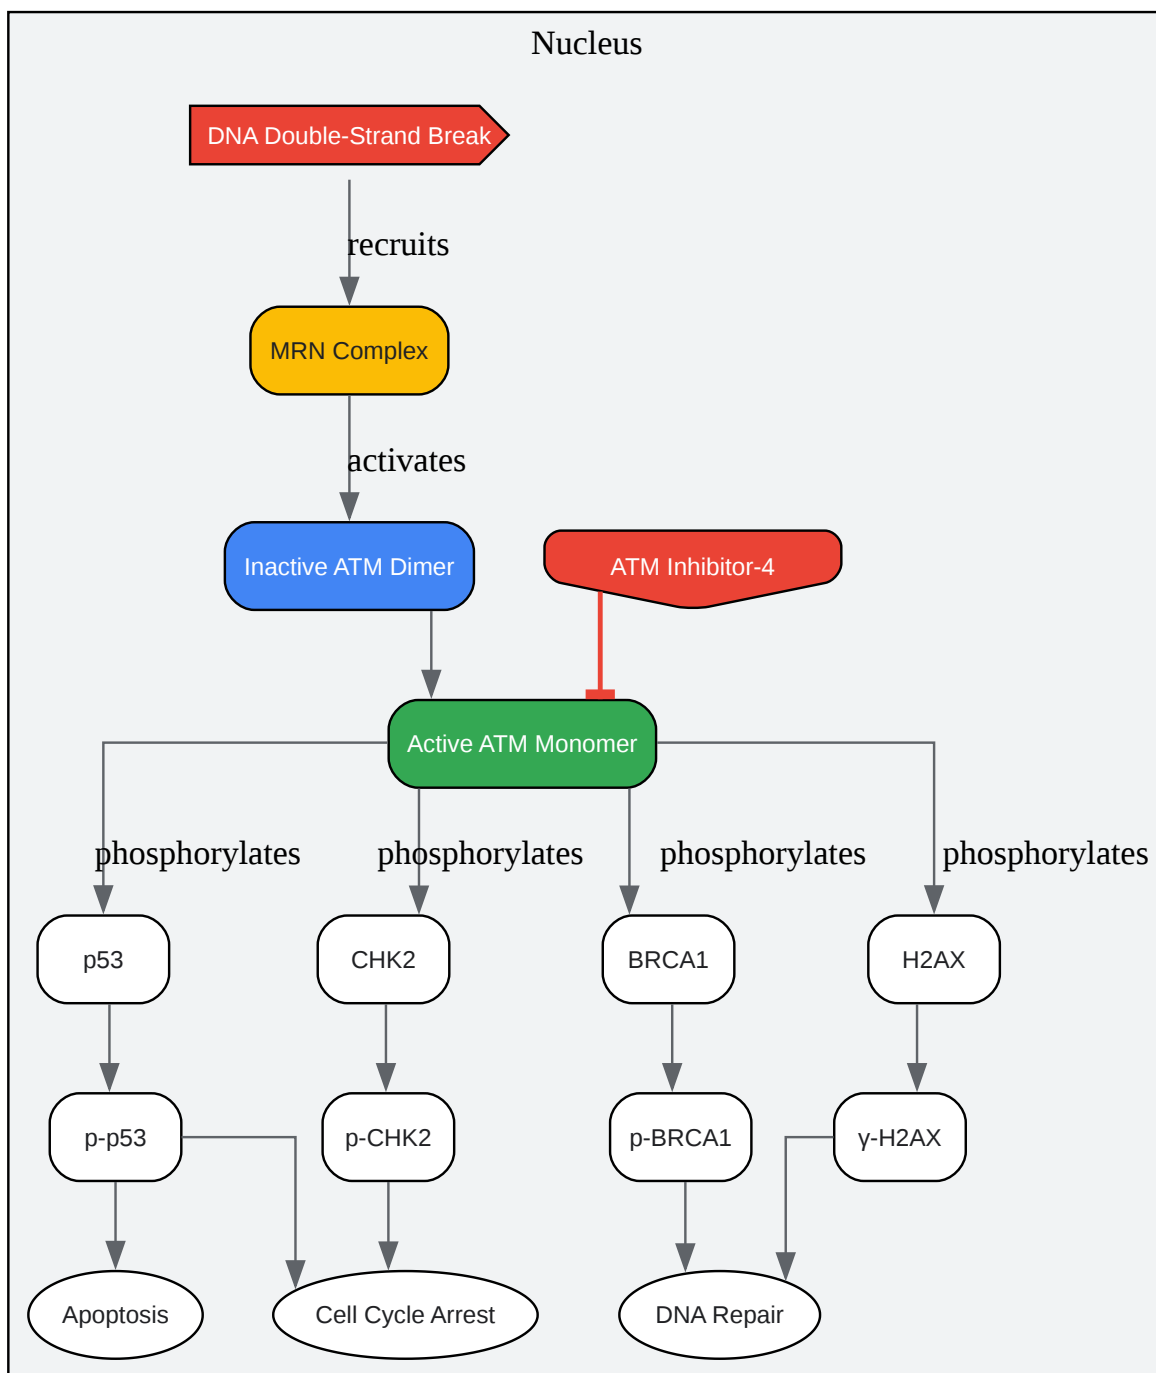 Nucleus
DNA Double-Strand Break
recruits
MRN Complex
activates
Inactive ATM Dimer
ATM Inhibitor-4
Active ATM Monomer
phosphorylates
phosphorylates
phosphorylates
phosphorylates
p53
CHK2
BRCA1
H2AX
p-p53
p-CHK2
p-BRCA1
γ-H2AX
Apoptosis
Cell Cycle Arrest
DNA Repair